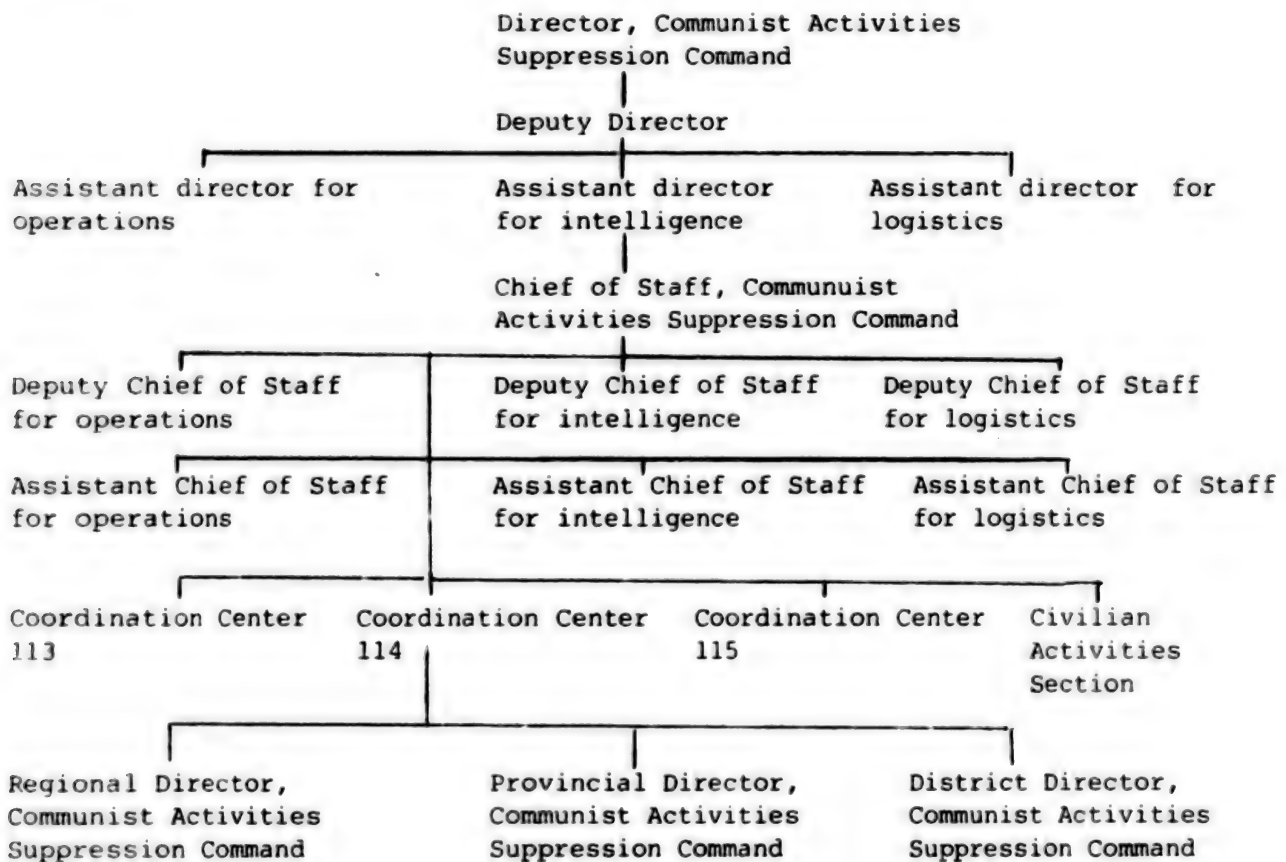 Director, Communist Activities
Suppression Command
Deputy Director
Assistant director for
operations
Assistant director
for intelligence
Assistant director for
logistics
Chief of Staff, Communuist
Activities Suppression Command
Deputy Chief of Staff
for operations
Deputy Chief of Staff
for intelligence
Deputy Chief of Staff
for logistics
Assistant Chief of Staff
for operations
Assistant Chief of Staff
for intelligence
Assistant Chief of Staff
for logistics
Coordination Center
113
Coordination Center
114
Coordination Center
115
Civilian
Activities
Section
Regional Director,
Communist Activities
Suppression Command
Provincial Director,
Communist Activities
Suppression Command
District Director,
Communist Activities
Suppression Command